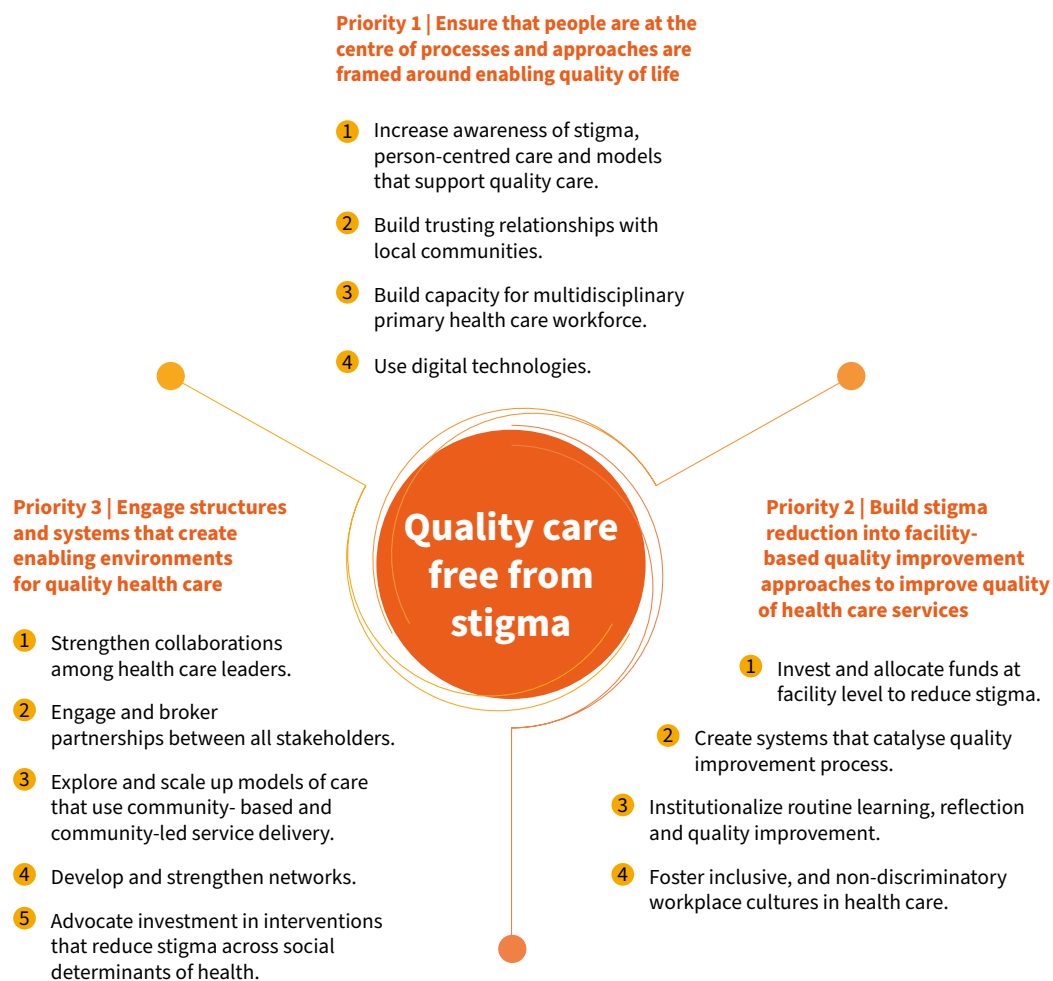 Priority 1 | Ensure that people are at the
centre of processes and approaches are
framed around enabling quality of life
1 Increase awareness of stigma,
person-centred care and models
that support quality care.
2 Build trusting relationships with
local communities.
3 Build capacity for multidisciplinary
primary health care workforce.
4 Use digital technologies.
Quality care
free from
stigma
Priority 2 | Build stigma
reduction into facility-
based quality improvement
approaches to improve quality
of health care services
1 Invest and allocate funds at
facility level to reduce stigma.
2 Create systems that catalyse quality
improvement process.
3 Institutionalize routine learning, reflection
and quality improvement.
4 Foster inclusive, and non-discriminatory
workplace cultures in health care.
Priority 3 | Engage structures
and systems that create
enabling environments
for quality health care
1 Strengthen collaborations
among health care leaders.
2 Engage and broker
partnerships between all stakeholders.
3 Explore and scale up models of care
that use community- based and
community-led service delivery.
4 Develop and strengthen networks.
5 Advocate investment in interventions
that reduce stigma across social
determinants of health.